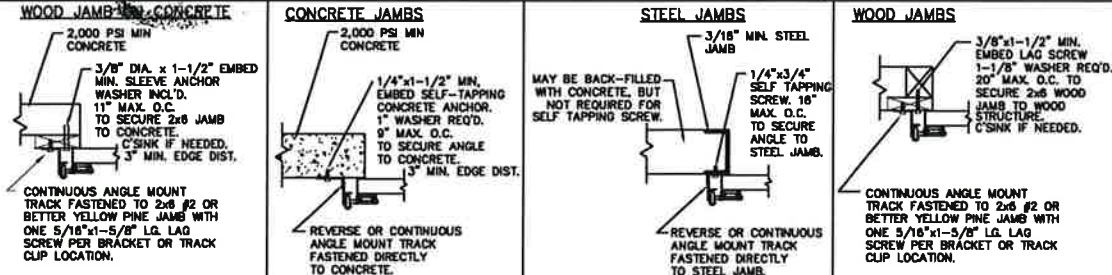 WOOD JAMB ON CONCRETE
2,000 PSI MIN
CONCRETE
3/8" DIA. x 1-1/2" EMBED
MIN. SLEEVE ANCHOR
WASHER INCL'D.
11" MAX. O.C.
TO SECURE 2x6 JAMB
TO CONCRETE.
C'SINK IF NEEDED.
3" MIN. EDGE DIST.
CONTINUOUS ANGLE MOUNT
TRACK FASTENED TO 2x6 #2 OR
BETTER YELLOW PINE JAMB WITH
ONE 5/16"x1-5/8" LG. LAG
SCREW PER BRACKET OR TRACK
CLIP LOCATION.
CONCRETE JAMBS
2,000 PSI MIN
CONCRETE
1/4"x1-1/2" MIN.
EMBED SELF-TAPPING
CONCRETE ANCHOR.
1" WASHER REQ'D.
9" MAX. O.C.
TO SECURE ANGLE
TO CONCRETE.
3" MIN. EDGE DIST.
REVERSE OR CONTINUOUS
ANGLE MOUNT TRACK
FASTENED DIRECTLY
TO CONCRETE.
STEEL JAMBS
3/16" MIN. STEEL
JAMB
MAY BE BACK-FILLED
WITH CONCRETE, BUT
NOT REQUIRED FOR
SELF TAPPING SCREW.
1/4"x3/4"
SELF TAPPING
SCREW. 16"
MAX. O.C.
TO SECURE
ANGLE TO
STEEL JAMB.
REVERSE OR CONTINUOUS
ANGLE MOUNT TRACK
FASTENED DIRECTLY
TO STEEL JAMB.
WOOD JAMBS
3/8"x1-1/2" MIN.
EMBED LAG SCREW
1-1/8" WASHER REQ'D.
20" MAX. O.C. TO
SECURE 2x6 WOOD
JAMB TO WOOD
STRUCTURE.
C'SINK IF NEEDED.
CONTINUOUS ANGLE MOUNT
TRACK FASTENED TO 2x6 #2 OR
BETTER YELLOW PINE JAMB WITH
ONE 5/16"x1-5/8" LG. LAG
SCREW PER BRACKET OR TRACK
CLIP LOCATION.